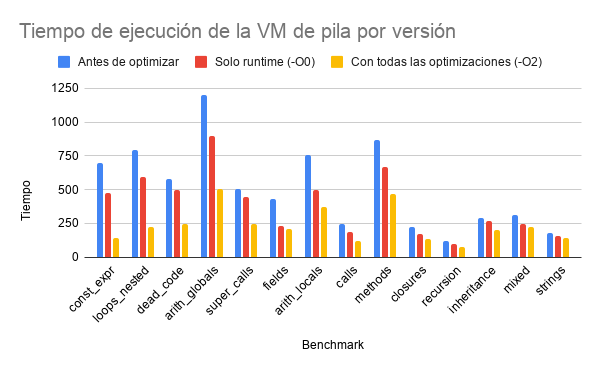 Tiempo de ejecución de la VM de pila por versión
Antes de optimizar
Solo runtime (-O0)
Con todas las optimizaciones (-O2)
1250
1000
750
500
250
0
Tiempo
const_expr
loops_nested
dead_code
arith_globals
super_calls
fields
arith_locals
calls
methods
closures
recursion
inheritance
mixed
strings
Benchmark